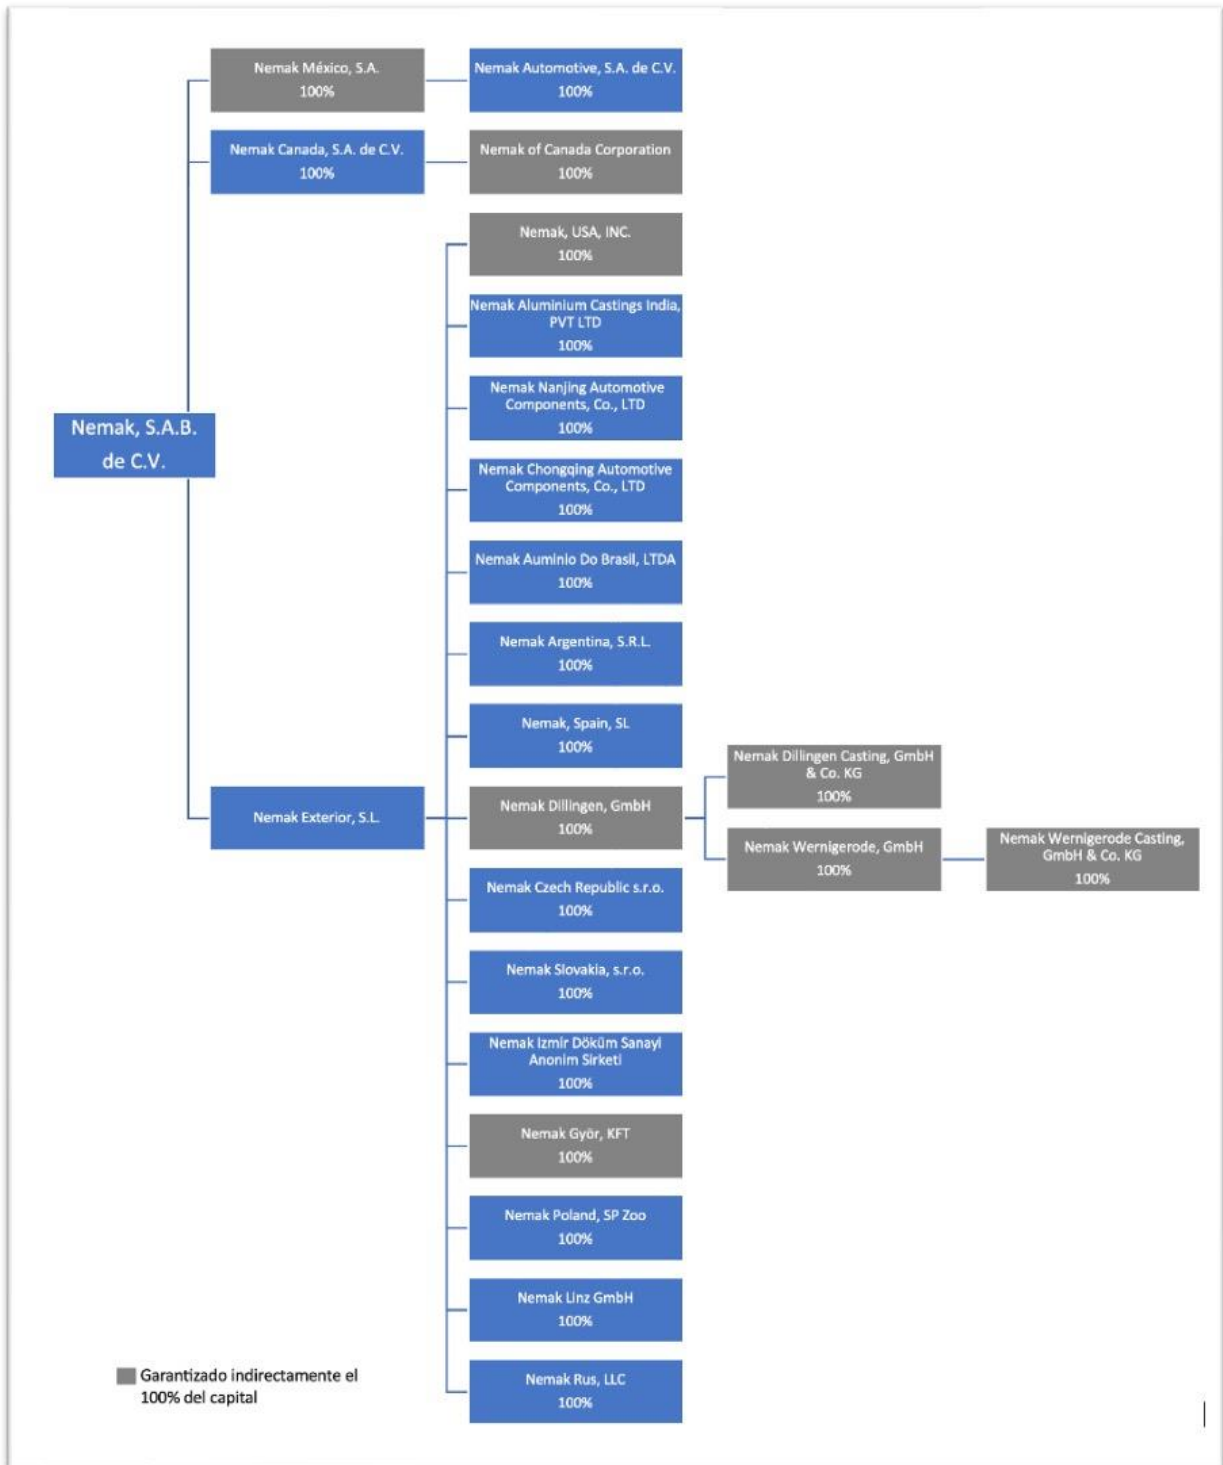 Nemak México, S.A.
100%
Nemak Automotive, S.A. de C.V.
100%
Nemak Canada, S.A. de C.V.
100%
Nemak of Canada Corporation
100%
Nemak, USA, INC.
100%
Nemak Aluminium Castings India,
PVT LTD
100%
Nemak Nanjing Automotive
Components, Co., LTD
100%
Nemak, S.A.B.
de C.V.
Nemak Chongqing Automotive
Components, Co., LTD
100%
Nemak Auminio Do Brasil, LTDA
100%
Nemak Argentina, S.R.L.
100%
Nemak, Spain, SL
100%
Nemak Exterior, S.L.
Nemak Dillingen, GmbH
100%
Nemak Dillingen Casting, GmbH
& Co. KG
100%
Nemak Wernigerode, GmbH
100%
Nemak Wernigerode Casting,
GmbH & Co. KG
100%
Nemak Czech Republic s.r.o.
100%
Nemak Slovakia, s.r.o.
100%
Nemak Izmir Döküm Sanayi
Anonim Sirketi
100%
Nemak Györ, KFT
100%
Nemak Poland, SP Zoo
100%
Nemak Linz GmbH
100%
Nemak Rus, LLC
100%
Garantizado indirectamente el
100% del capital